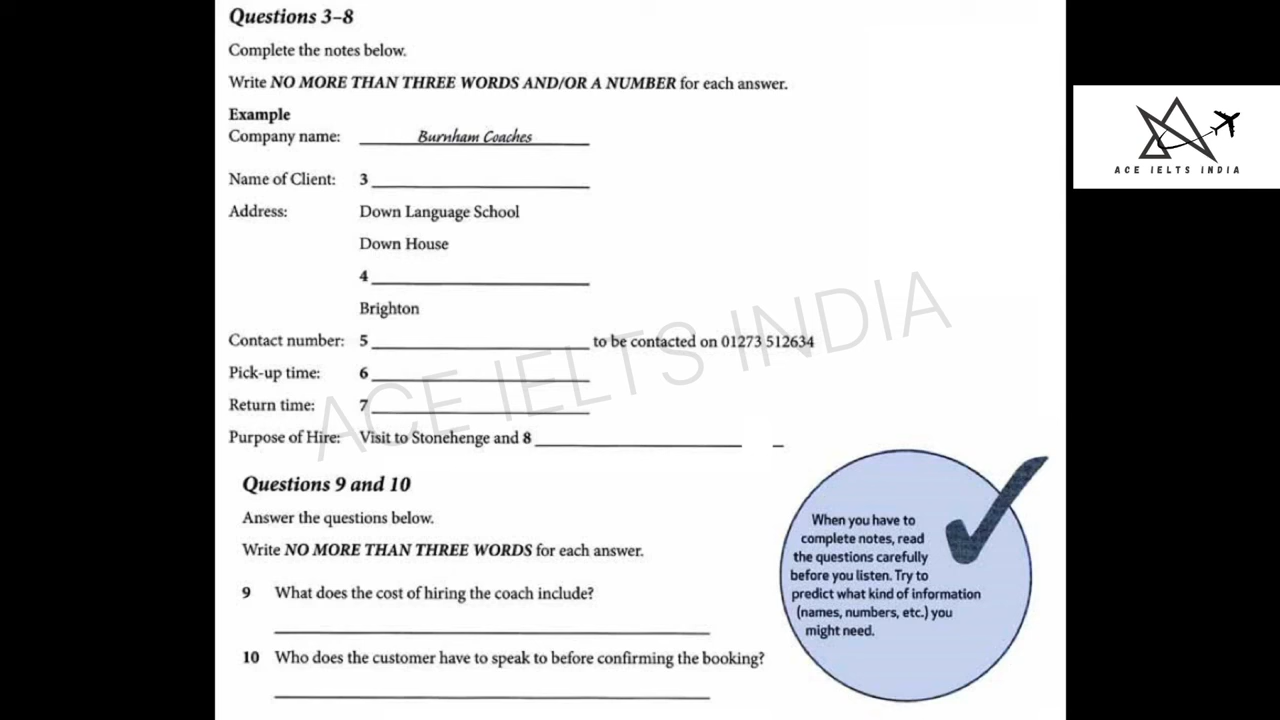 Questions 3–8
Complete the notes below.
Write NO MORE THAN THREE WORDS AND/OR A NUMBER for each answer.
Example
Company name: Burnham Coaches
Name of Client: 3
Address: Down Language School
Down House
4
Brighton
Contact number: 5 to be contacted on 01273 512634
Pick-up time: 6
Return time: 7
Purpose of Hire: Visit to Stonehenge and 8
Questions 9 and 10
Answer the questions below.
Write NO MORE THAN THREE WORDS for each answer.
9 What does the cost of hiring the coach include?
10 Who does the customer have to speak to before confirming the booking?
When you have to
complete notes, read
the questions carefully
before you listen. Try to
predict what kind of information
(names, numbers, etc.) you
might need.
ACE IELTS INDIA
ACE IELTS INDIA